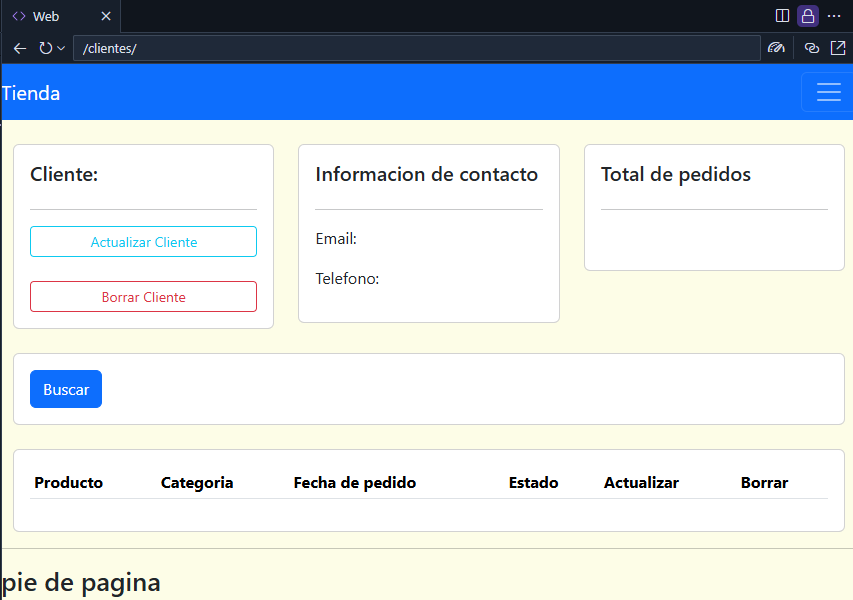 Web
/clientes/
Tienda
Cliente:
Actualizar Cliente
Borrar Cliente
Informacion de contacto
Email:
Telefono:
Total de pedidos
Buscar
Producto Categoria Fecha de pedido Estado Actualizar Borrar
pie de pagina